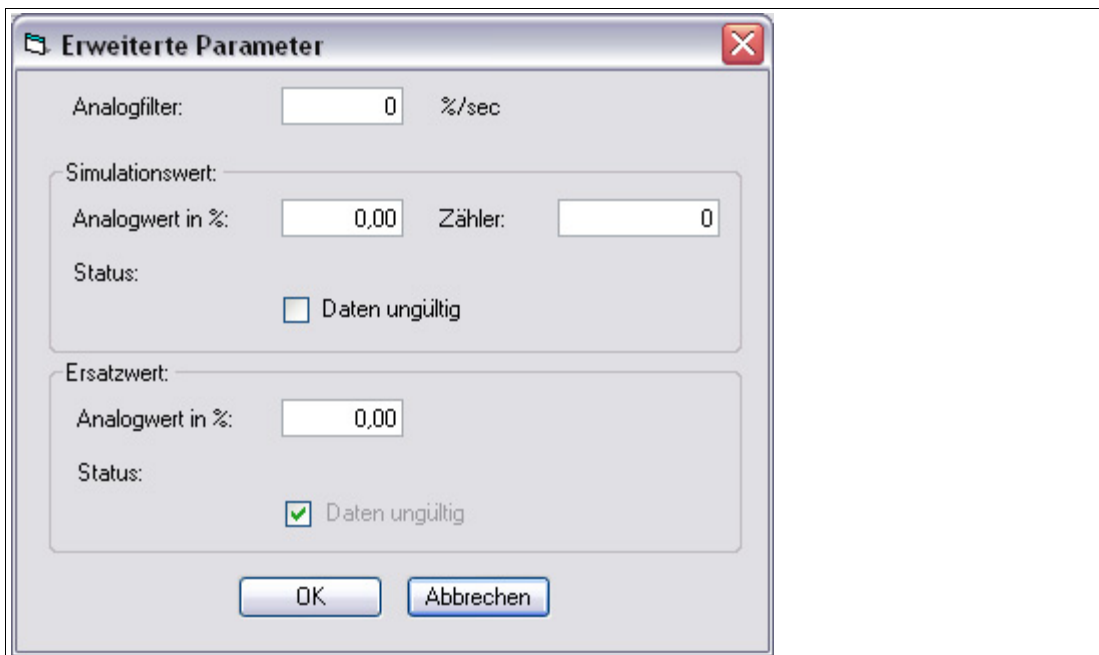 Erweiterte Parameter
Analogfilter: 0 %/sec
Simulationswert:
Analogwert in %: 0,00 Zähler: 0
Status:
Daten ungültig
Ersatzwert:
Analogwert in %: 0,00
Status:
Daten ungültig
OK Abbrechen